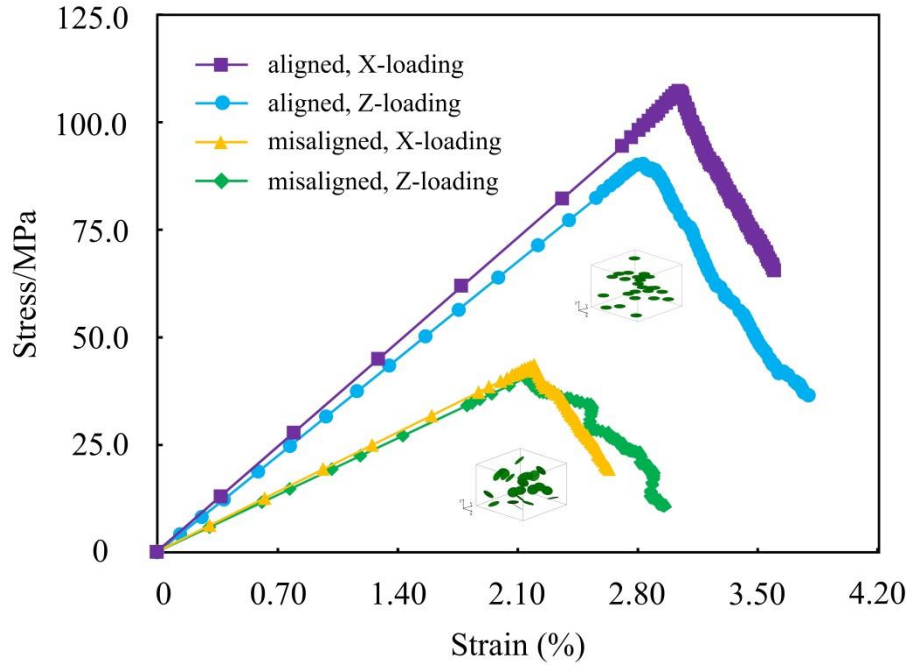 125.0
100.0
75.0
50.0
25.0
0
Stress/MPa
aligned, X-loading
aligned, Z-loading
misaligned, X-loading
misaligned, Z-loading
0 0.70 1.40 2.10 2.80 3.50 4.20
Strain (%)